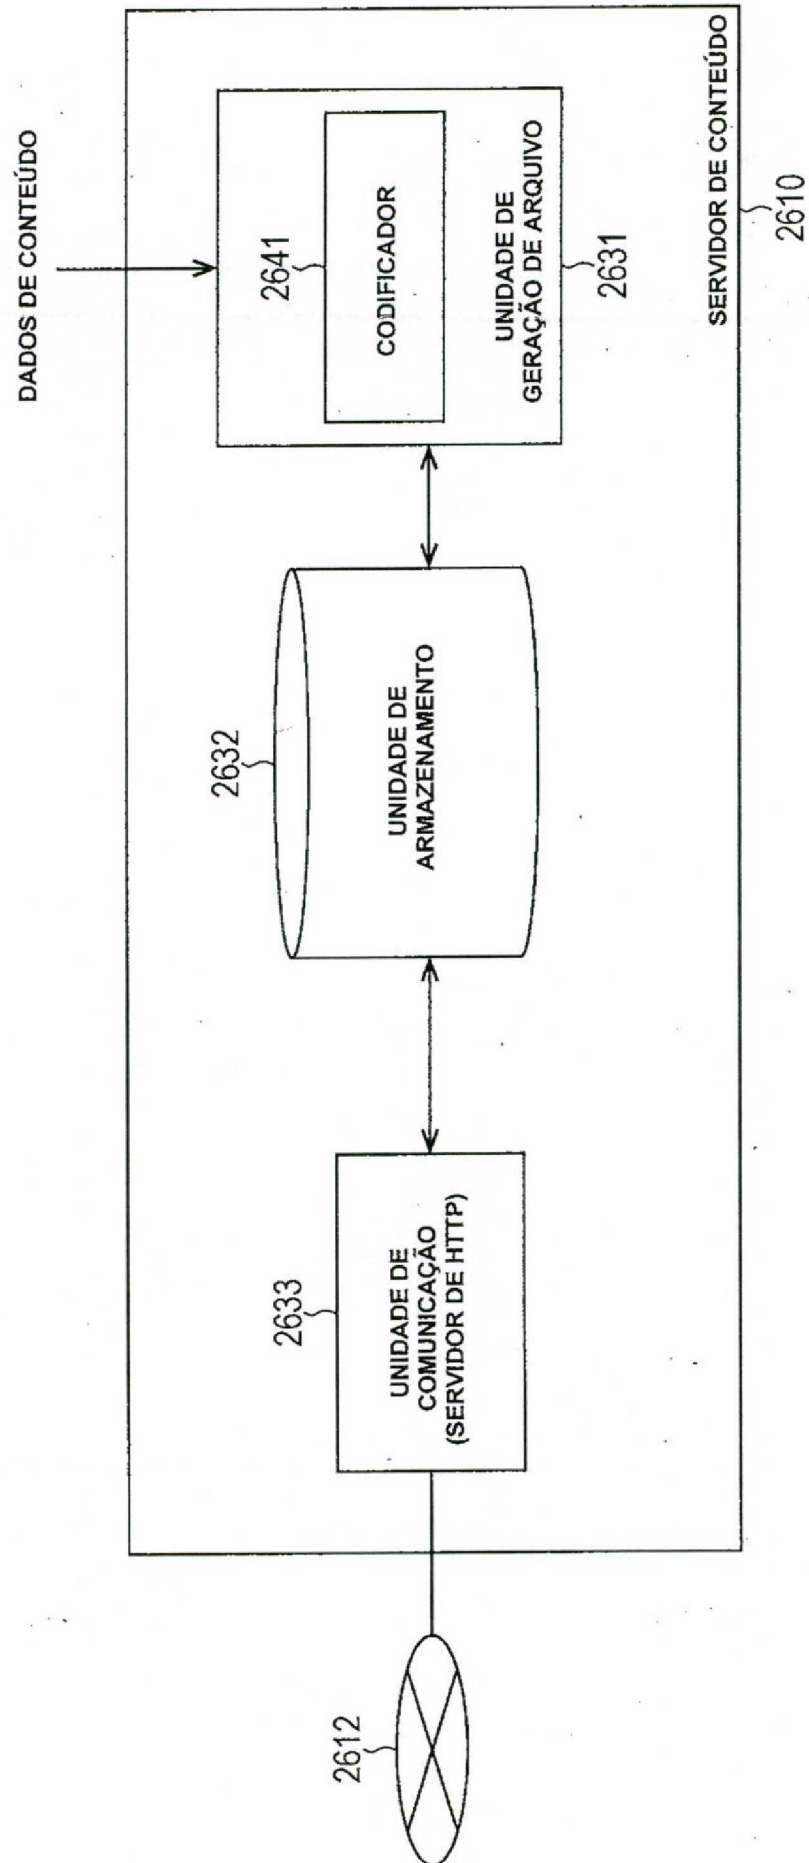 DADOS DE CONTEÚDO
2612
2633
UNIDADE DE
COMUNICAÇÃO
(SERVIDOR DE HTTP)
2632
UNIDADE DE
ARMAZENAMENTO
2641
CODIFICADOR
UNIDADE DE
GERAÇÃO DE ARQUIVO
2631
SERVIDOR DE CONTEÚDO
2610